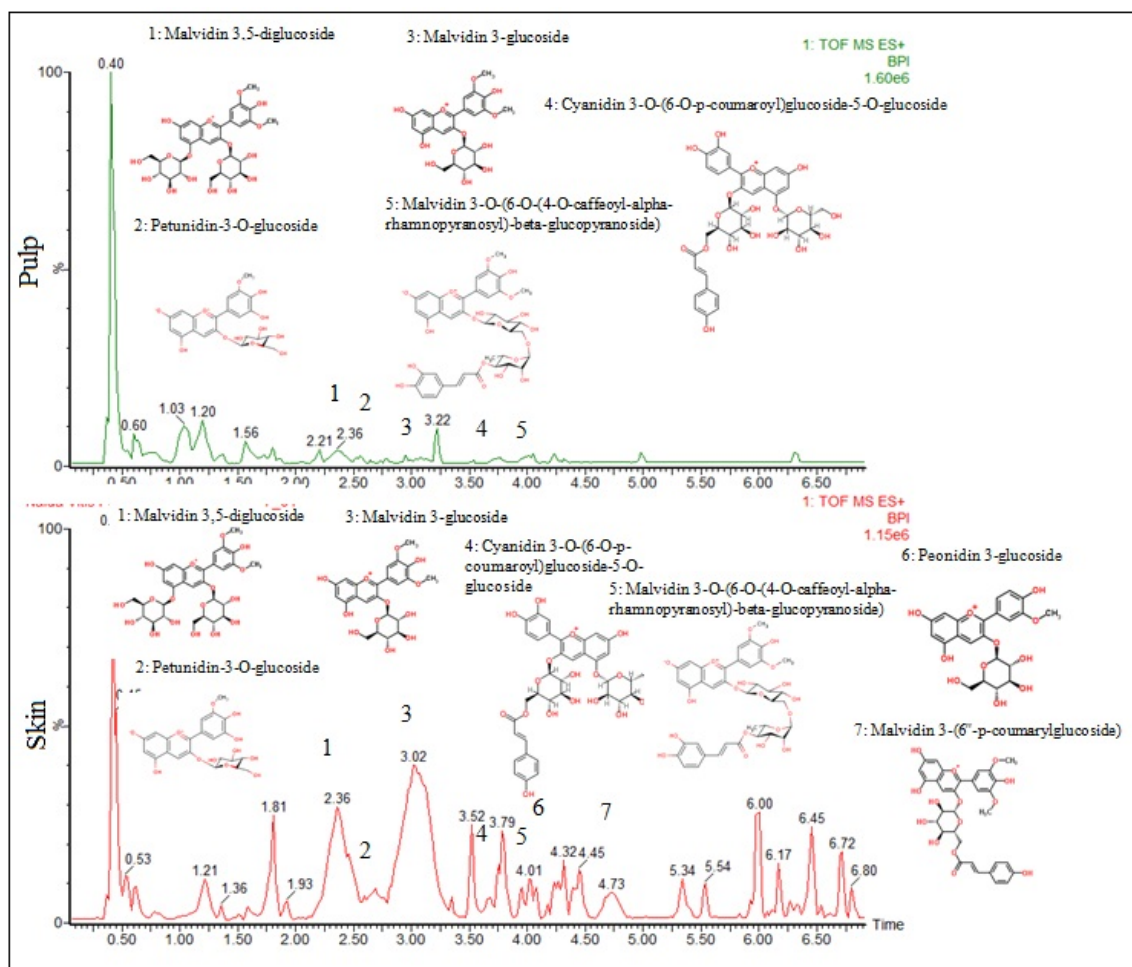 1: Malvidin 3,5-diglucoside
3: Malvidin 3-glucoside
1: TOF MS ES+
BPI
1.60e6
4: Cyanidin 3-O-(6-O-p-coumaroyl)glucoside-5-O-glucoside
5: Malvidin 3-O-(6-O-(4-O-caffeoyl-alpha-
rhamnopyranosyl)-beta-glucopyranoside)
2: Petunidin-3-O-glucoside
Pulp
100
%
0
0.40
0.60
1.03
1.20
1.56
2.21
2.36
3.22
1
2
3
4
5
0.50 1.00 1.50 2.00 2.50 3.00 3.50 4.00 4.50 5.00 5.50 6.00 6.50
1: TOF MS ES+
BPI
1.15e6
1: Malvidin 3,5-diglucoside
3: Malvidin 3-glucoside
4: Cyanidin 3-O-(6-O-p-
coumaroyl)glucoside-5-O-
glucoside
6: Peonidin 3-glucoside
5: Malvidin 3-O-(6-O-(4-O-caffeoyl-alpha-
rhamnopyranosyl)-beta-glucopyranoside)
2: Petunidin-3-O-glucoside
7: Malvidin 3-(6"-p-coumarylglucoside)
Skin
100
%
0
0.53
1.21
1.36
1.81
1.93
2.36
3.02
3.52
3.79
4.01
4.32
4.45
4.73
5.34
5.54
6.00
6.17
6.45
6.72
6.80
1
2
3
4
5
6
7
Time
0.50 1.00 1.50 2.00 2.50 3.00 3.50 4.00 4.50 5.00 5.50 6.00 6.50